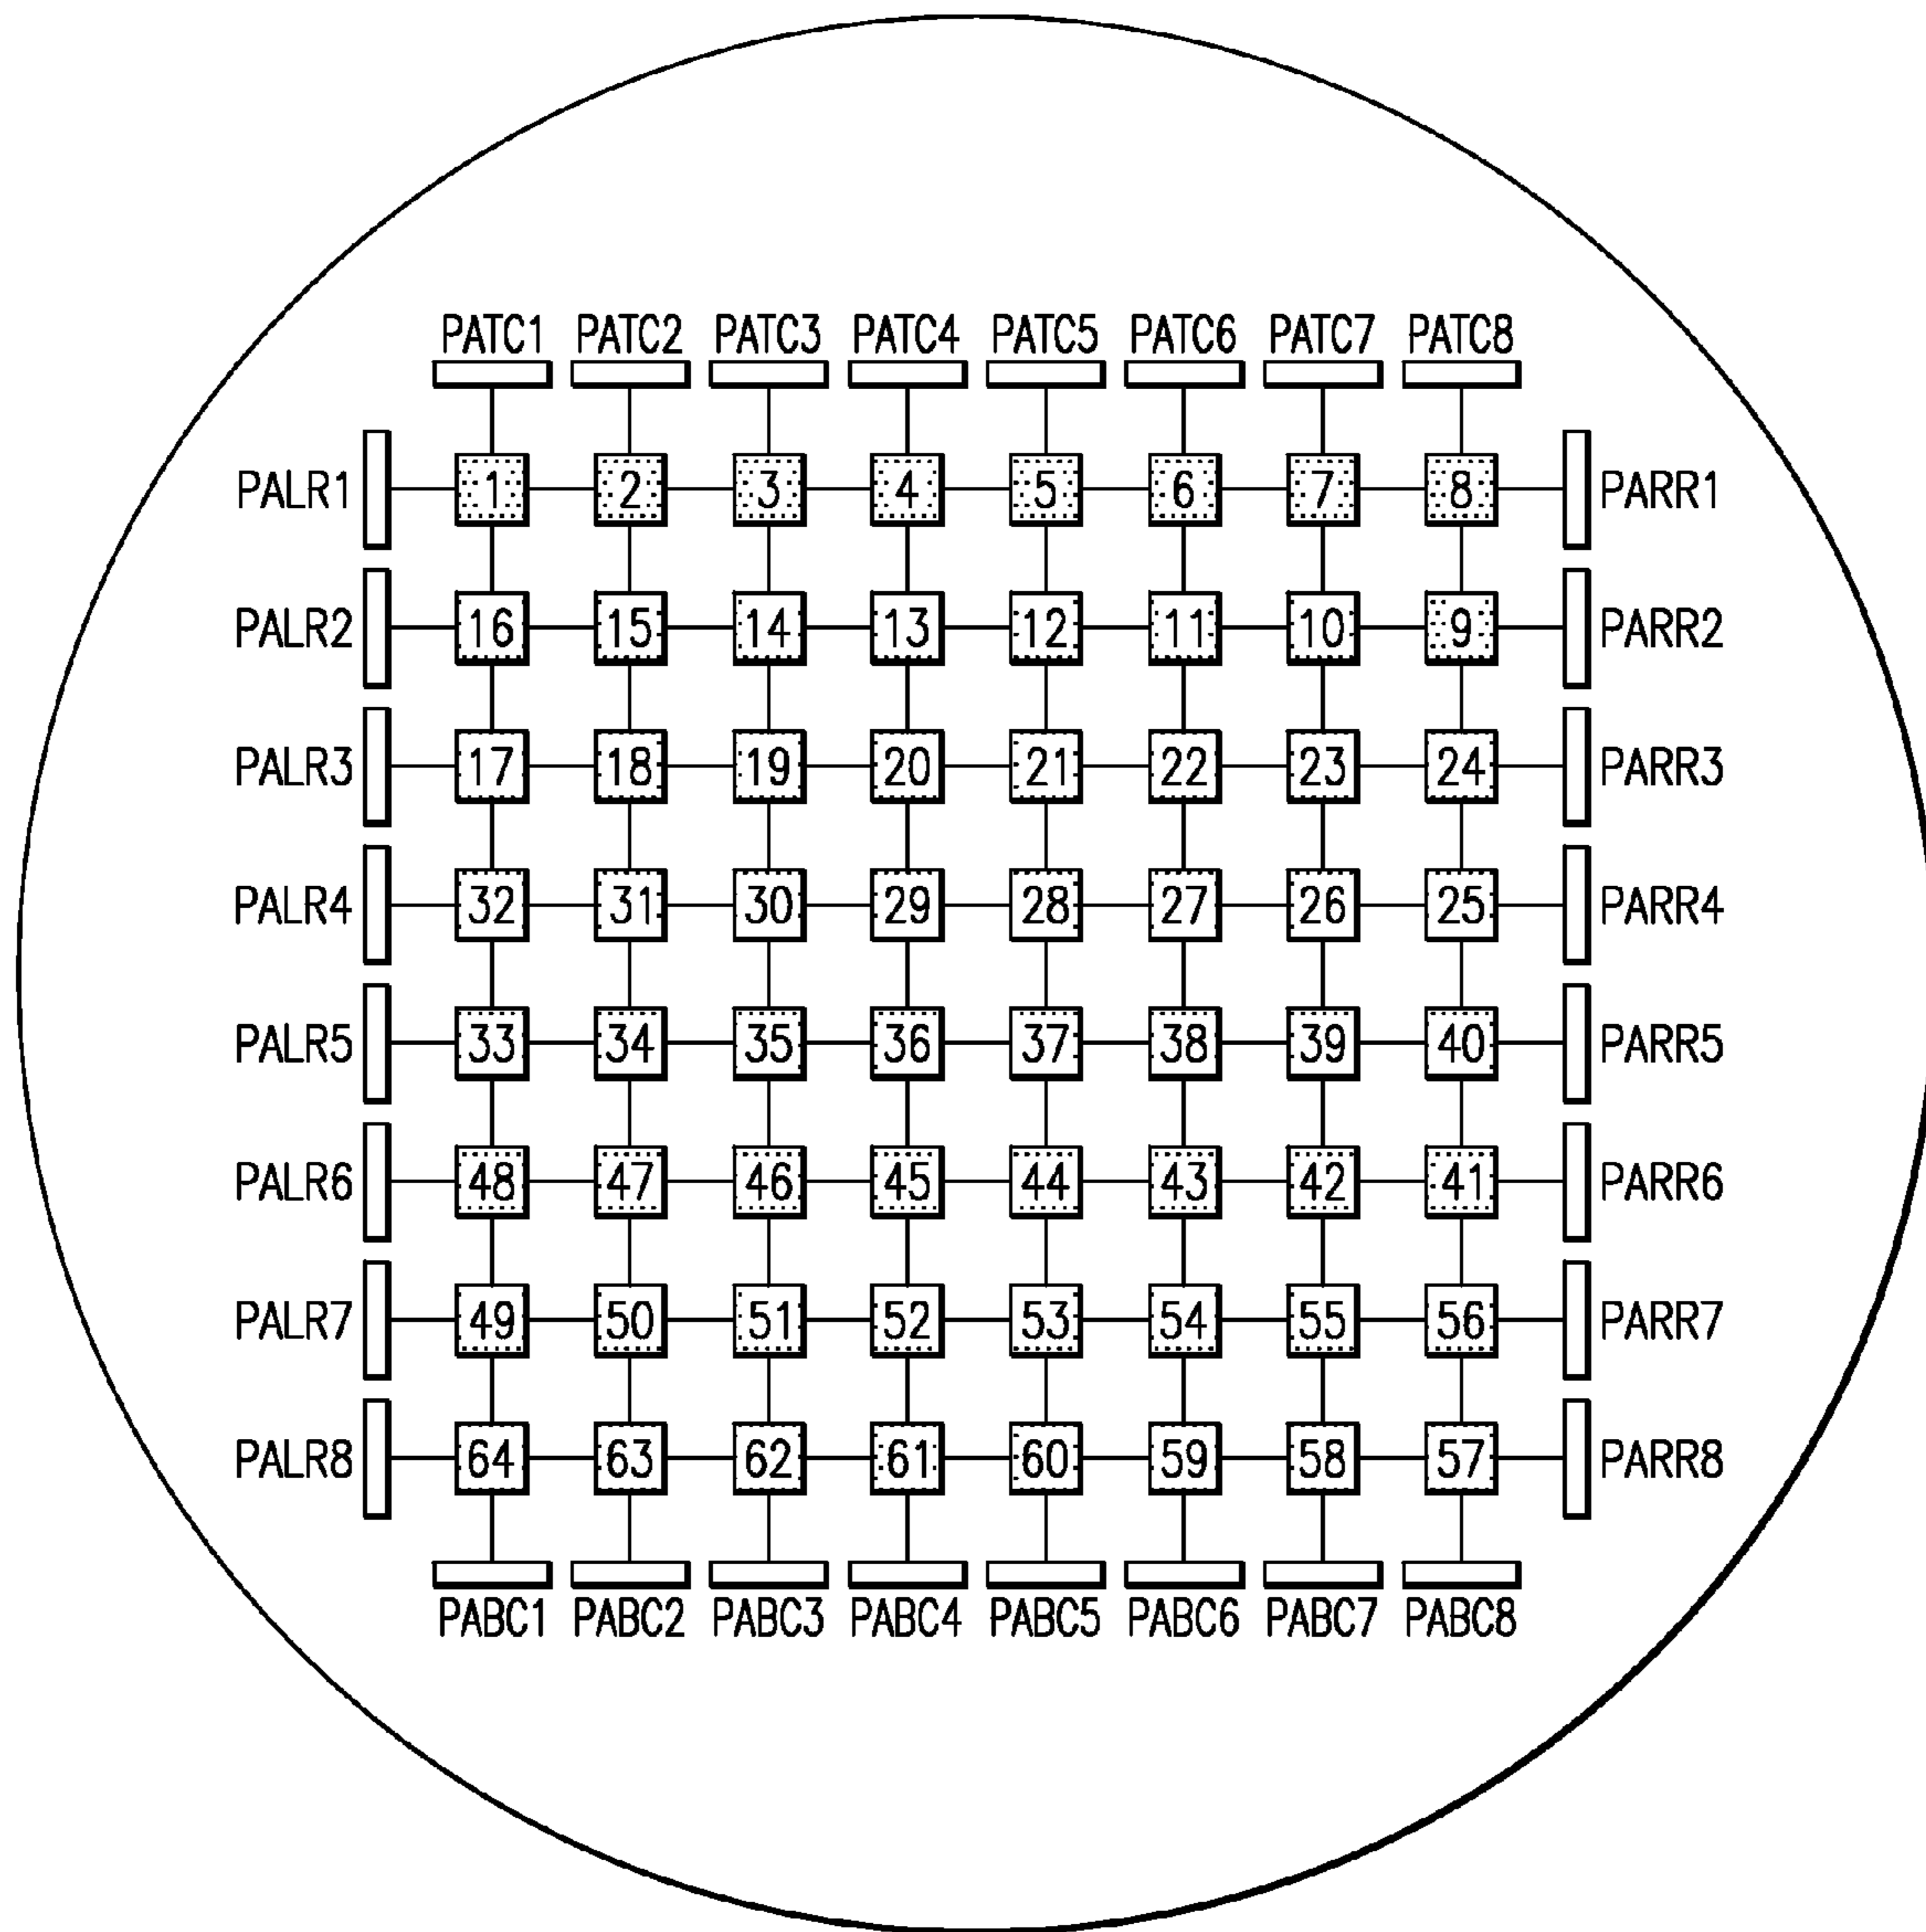 PATC1 PATC2 PATC3 PATC4 PATC5 PATC6 PATC7 PATC8
PALR1 1 2 3 4 5 6 7 8 PARR1
PALR2 16 15 14 13 12 11 10 9 PARR2
PALR3 17 18 19 20 21 22 23 24 PARR3
PALR4 32 31 30 29 28 27 26 25 PARR4
PALR5 33 34 35 36 37 38 39 40 PARR5
PALR6 48 47 46 45 44 43 42 41 PARR6
PALR7 49 50 51 52 53 54 55 56 PARR7
PALR8 64 63 62 61 60 59 58 57 PARR8
PABC1 PABC2 PABC3 PABC4 PABC5 PABC6 PABC7 PABC8